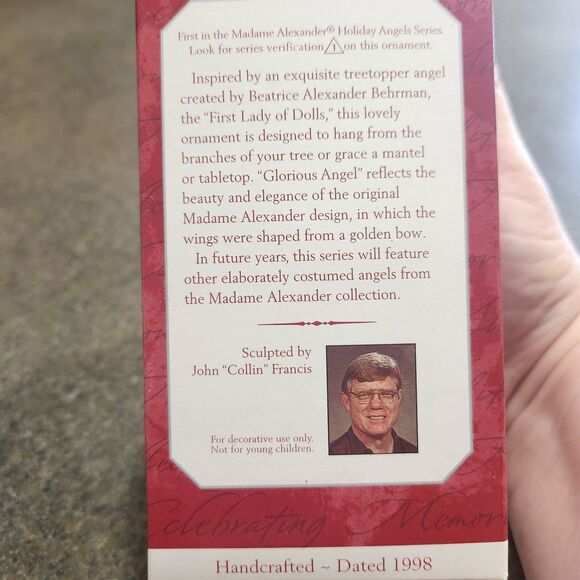 First in the Madame Alexander® Holiday Angels Series.
Look for series verification 1 on this ornament.
Inspired by an exquisite treetopper angel
created by Beatrice Alexander Behrman,
the “First Lady of Dolls,” this lovely
ornament is designed to hang from the
branches of your tree or grace a mantel
or tabletop. “Glorious Angel” reflects the
beauty and elegance of the original
Madame Alexander design, in which the
wings were shaped from a golden bow.
In future years, this series will feature
other elaborately costumed angels from
the Madame Alexander collection.
Sculpted by
John “Collin” Francis
For decorative use only.
Not for young children.
Celebrating Memor
Handcrafted ~ Dated 1998